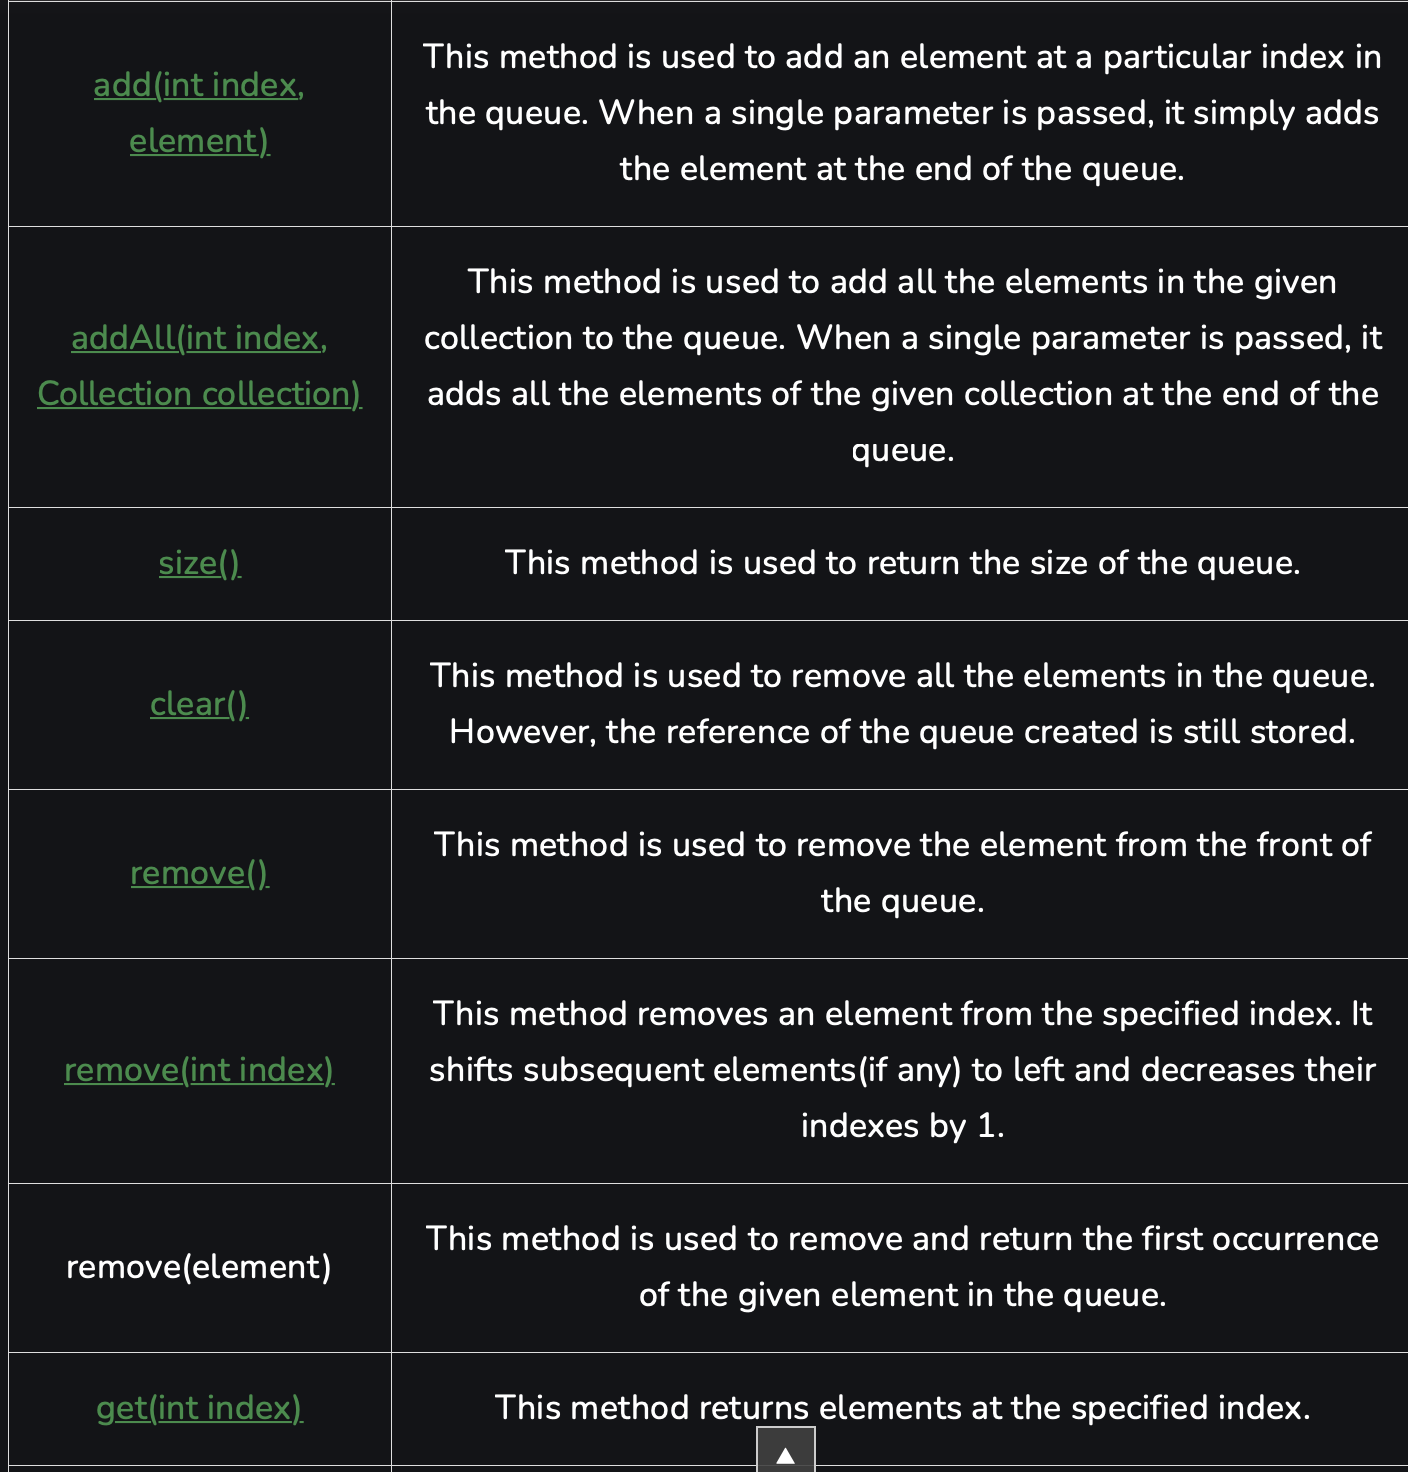 add(int index,
element)
This method is used to add an element at a particular index in
the queue. When a single parameter is passed, it simply adds
the element at the end of the queue.
addAll(int index,
Collection collection)
This method is used to add all the elements in the given
collection to the queue. When a single parameter is passed, it
adds all the elements of the given collection at the end of the
queue.
size()
This method is used to return the size of the queue.
clear()
This method is used to remove all the elements in the queue.
However, the reference of the queue created is still stored.
remove()
This method is used to remove the element from the front of
the queue.
remove(int index)
This method removes an element from the specified index. It
shifts subsequent elements(if any) to left and decreases their
indexes by 1.
remove(element)
This method is used to remove and return the first occurrence
of the given element in the queue.
get(int index)
This method returns elements at the specified index.